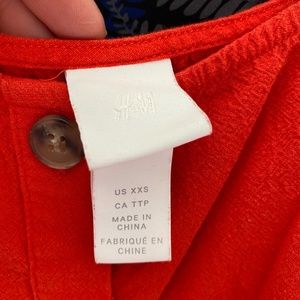 US XXS
CA TTP
MADE IN
CHINA
FABRIQUÉ EN
CHINE